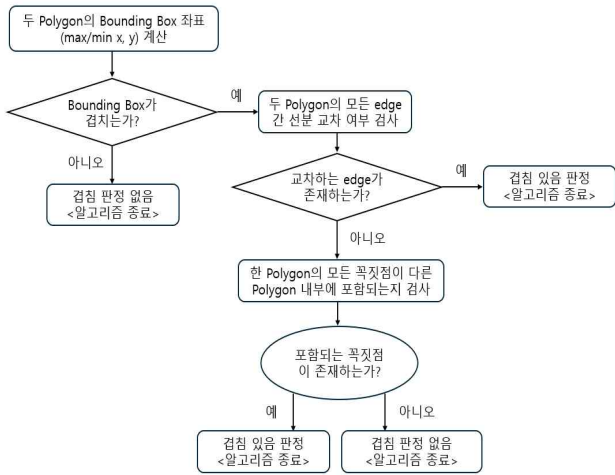 두 Polygon의 Bounding Box 좌표
(max/min x, y) 계산
Bounding Box가
겹치는가?
예
두 Polygon의 모든 edge
간 선분 교차 여부 검사
아니오
겹침 판정 없음
<알고리즘 종료>
교차하는 edge가
존재하는가?
예
겹침 있음 판정
<알고리즘 종료>
아니오
한 Polygon의 모든 꼭짓점이 다른
Polygon 내부에 포함되는지 검사
포함되는 꼭짓점
이 존재하는가?
예
아니오
겹침 있음 판정
<알고리즘 종료>
겹침 판정 없음
<알고리즘 종료>